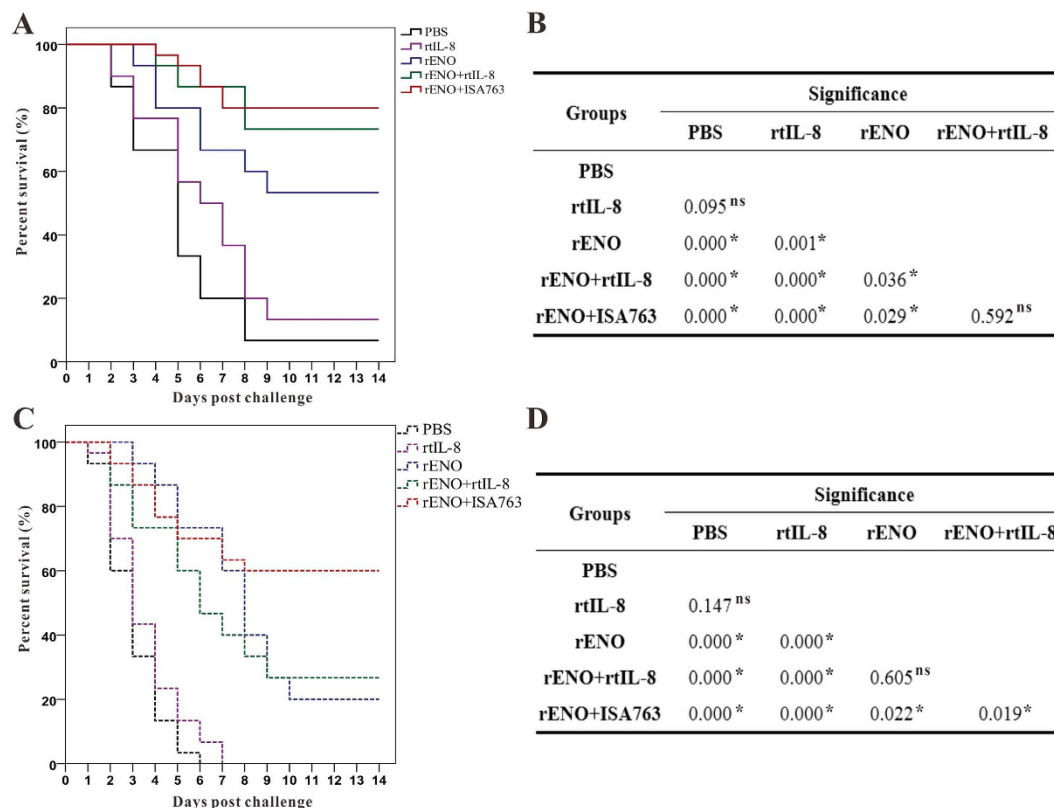 A
PBS
rtIL-8
rENO
rENO+rtIL-8
rENO+ISA763
Percent survival (%)
100
80
60
40
20
0
0 1 2 3 4 5 6 7 8 9 10 11 12 13 14
Days post challenge
B
Groups
Significance
PBS rtIL-8 rENO rENO+rtIL-8
PBS
rtIL-8 0.095 ns
rENO 0.000 * 0.001 *
rENO+rtIL-8 0.000 * 0.000 * 0.036 *
rENO+ISA763 0.000 * 0.000 * 0.029 * 0.592 ns
C
PBS
rtIL-8
rENO
rENO+rtIL-8
rENO+ISA763
Percent survival (%)
100
80
60
40
20
0
0 1 2 3 4 5 6 7 8 9 10 11 12 13 14
Days post challenge
D
Groups
Significance
PBS rtIL-8 rENO rENO+rtIL-8
PBS
rtIL-8 0.147 ns
rENO 0.000 * 0.000 *
rENO+rtIL-8 0.000 * 0.000 * 0.605 ns
rENO+ISA763 0.000 * 0.000 * 0.022 * 0.019 *